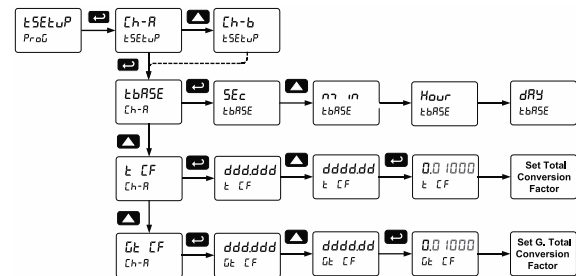 tSEtuP
ProG
Ch-A
tSEtuP
Ch-b
tSEtuP
tbASE
Ch-A
SEc
tbASE
min
tbASE
Hour
tbASE
dAY
tbASE
t CF
Ch-A
ddd.ddd
t CF
dddd.dd
t CF
0.01000
t CF
Set Total
Conversion
Factor
Gt CF
Ch-A
ddd.ddd
Gt CF
dddd.dd
Gt CF
0.01000
Gt CF
Set G. Total
Conversion
Factor